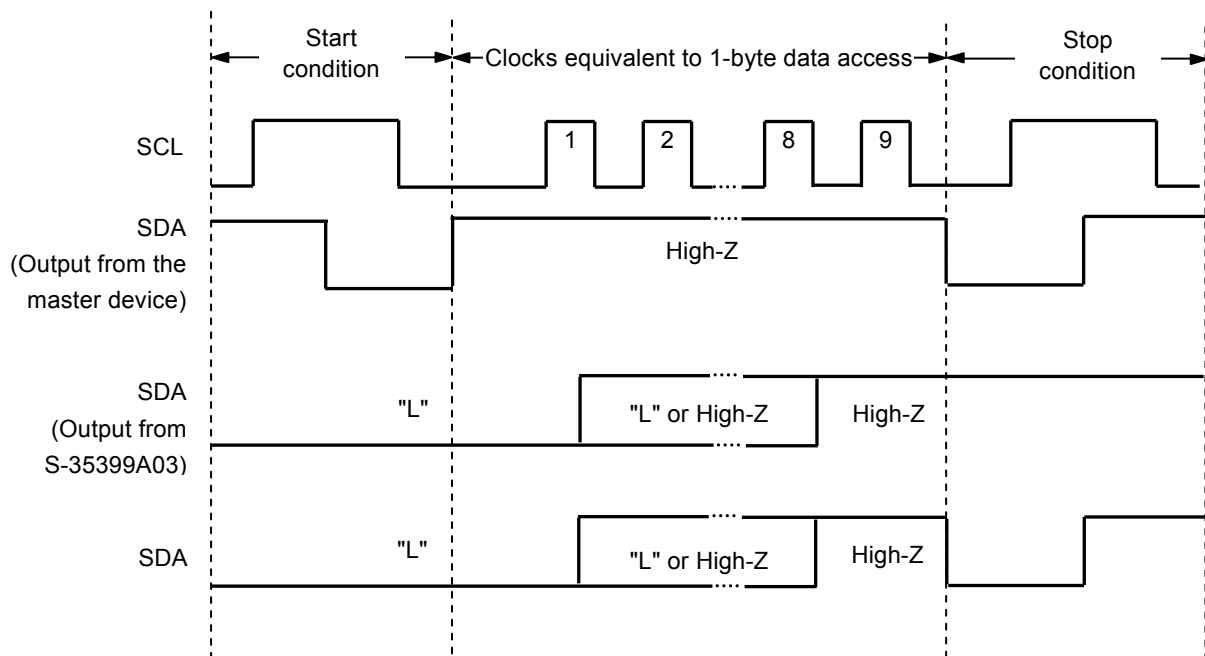 Start
condition
Clocks equivalent to 1-byte data access
Stop
condition
SCL
1
2
8
9
SDA
(Output from the
master device)
High-Z
SDA
(Output from
S-35399A03)
"L"
"L" or High-Z
High-Z
SDA
"L"
"L" or High-Z
High-Z